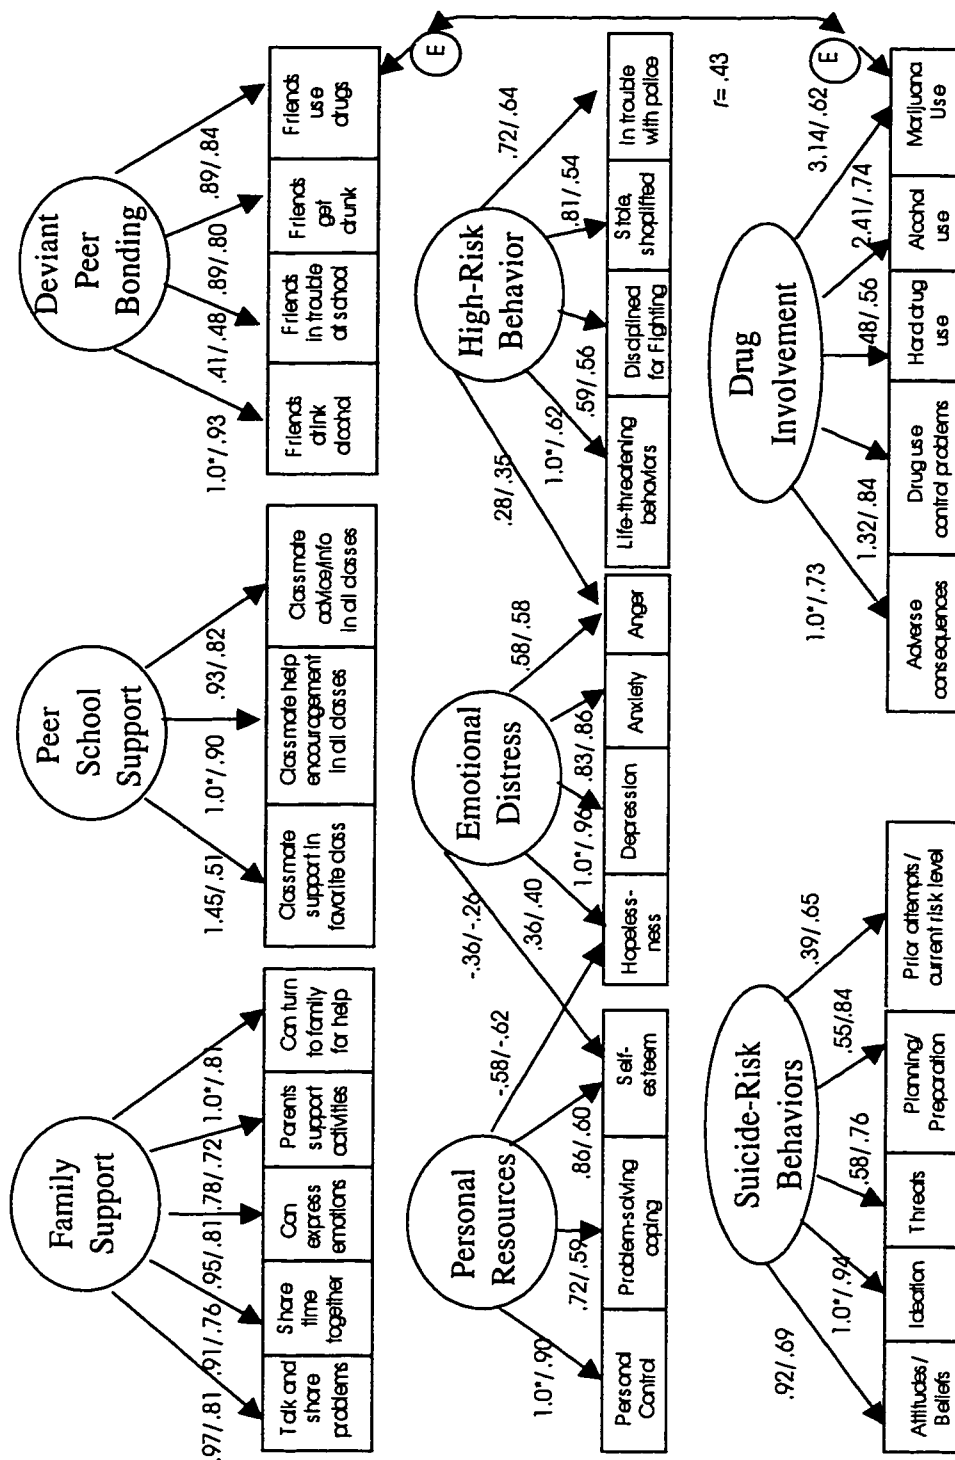 Family
Support
.97/.81
.91/.76
.95/.81
.78/.72
1.0*/.81
Talk and
share
problems
Share
time
together
Can
express
emotions
Parents
support
activities
Can turn
to family
for help
Peer
School
Support
1.45/.51
1.0*/.90
.93/.82
Classmate
support in
favorite class
Classmate help
encouragement
in all classes
Classmate
advice/info
in all classes
Deviant
Peer
Bonding
1.0*/.93
.41/.48
.89/.80
.89/.84
Friends
drink
alcohol
Friends
in trouble
at school
Friends
get
drunk
Friends
use
drugs
E
Personal
Resources
1.0*/.90
.72/.59
.86/.60
-.58/-.62
Personal
Control
Problem-solving
coping
Self-
esteem
Emotional
Distress
-.36/-.26
.36/.40
1.0*/.96
.83/.86
.58/.58
Hopeless-
ness
Depression
Anxiety
Anger
High-Risk
Behavior
.28/.35
1.0*/.62
.59/.56
.81/.54
.72/.64
Life-threatening
behaviors
Disciplined
for Fighting
Stole,
shoplifted
In trouble
with police
r= .43
Suicide-Risk
Behaviors
.92/.69
1.0*/.94
.58/.76
.55/.84
.39/.65
Attitudes/
Beliefs
Ideation
Threats
Planning/
Preparation
Prior attempts/
current risk level
Drug
Involvement
1.0*/.73
1.32/.84
.48/.56
2.41/.74
3.14/.62
E
Adverse
consequences
Drug use
control problems
Hard drug
use
Alcohol
use
Marijuana
Use